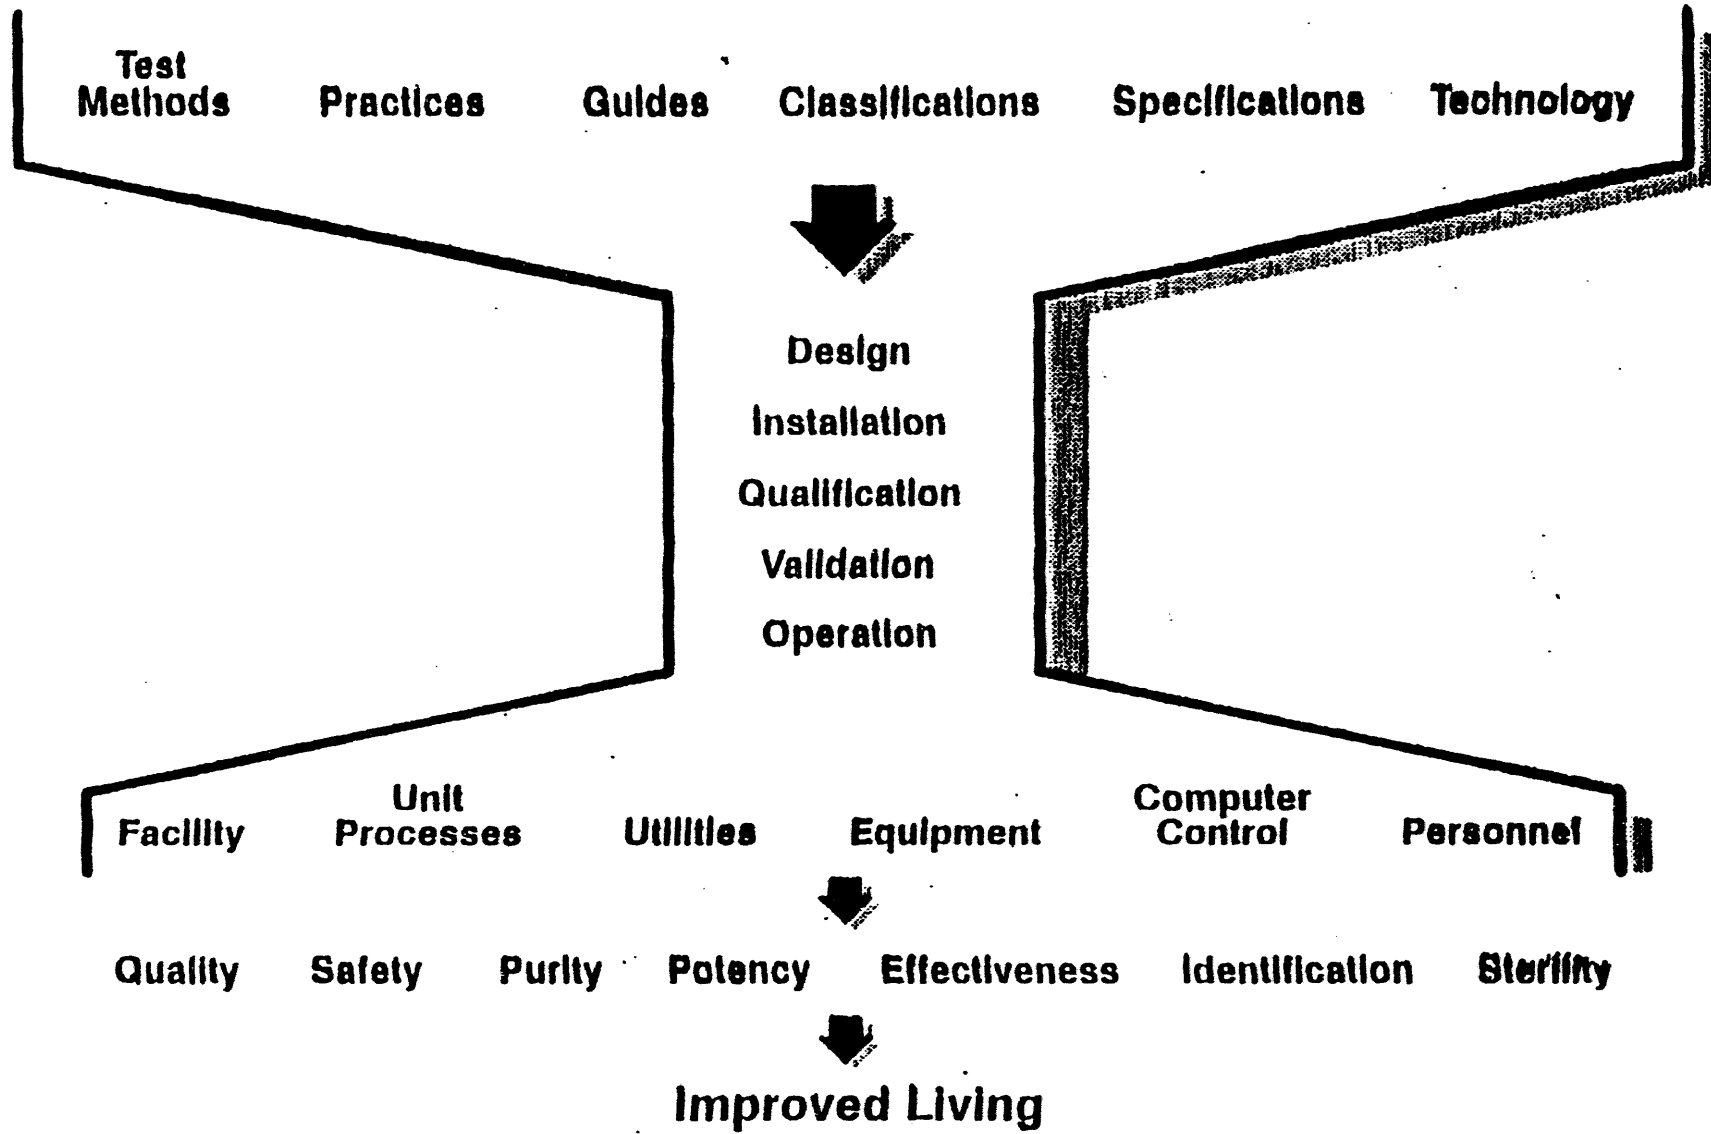 Test
Methods Practices Guides Classifications Specifications Technology
Design
Installation
Qualification
Validation
Operation
Unit Computer
Facility Processes Utilities Equipment Control Personnel
Quality Safety Purity Potency Effectiveness Identification Sterility
Improved Living